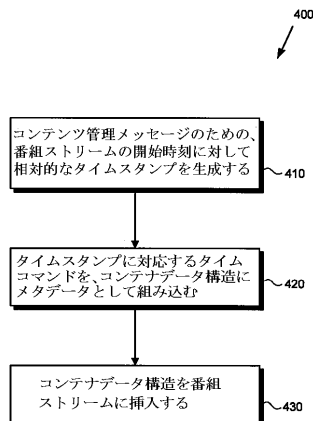 400
コンテンツ管理メッセージのための、
番組ストリームの開始時刻に対して
相対的なタイムスタンプを生成する
410
タイムスタンプに対応するタイム
コマンドを、コンテナデータ構造に
メタデータとして組み込む
420
コンテナデータ構造を番組
ストリームに挿入する
430